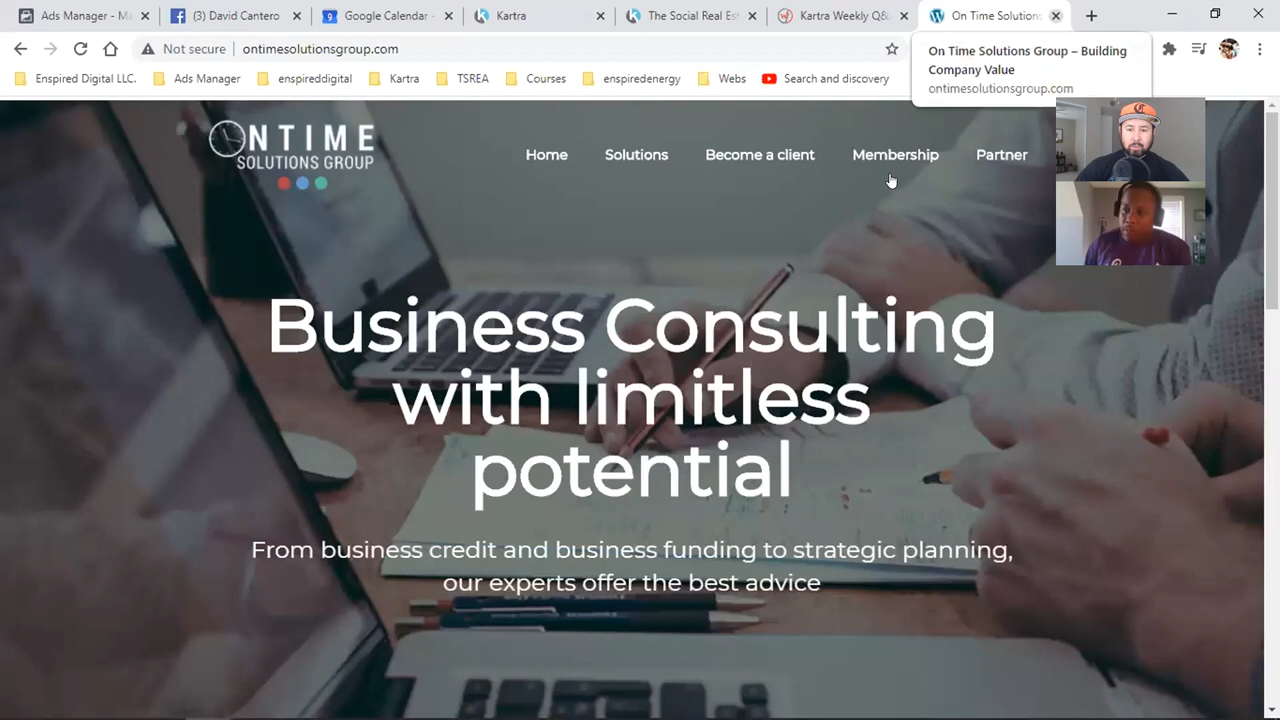 Ads Manager - Ma
(3) David Cantero
Google Calendar -
Kartra
The Social Real Est
Kartra Weekly Q&A
On Time Solutions
Not secure
ontimesolutionsgroup.com
On Time Solutions Group – Building
Company Value
ontimesolutionsgroup.com
Enspired Digital LLC.
Ads Manager
enspireddigital
Kartra
TSREA
Courses
enspiredenergy
Webs
Search and discovery
ONTIME
SOLUTIONS GROUP
Home
Solutions
Become a client
Membership
Partner
Business Consulting
with limitless
potential
From business credit and business funding to strategic planning,
our experts offer the best advice